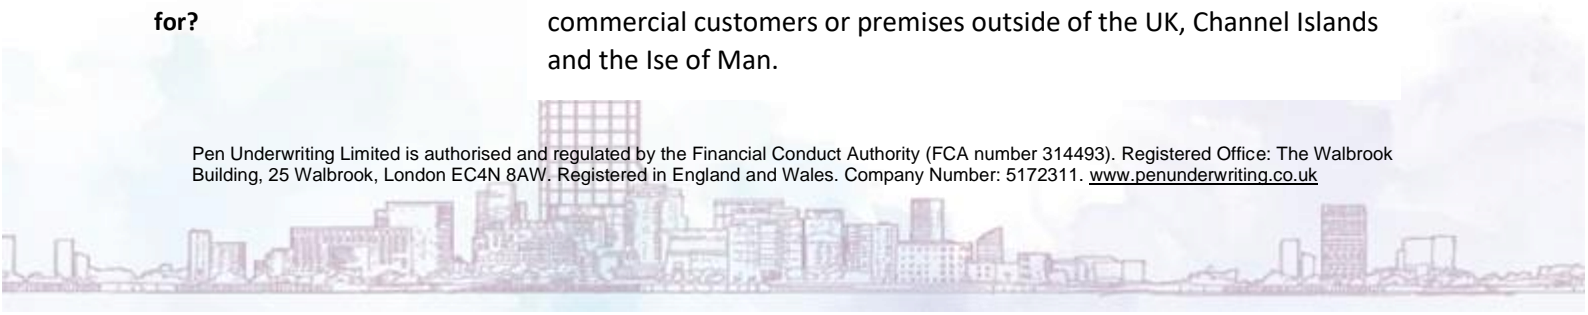 for?
commercial customers or premises outside of the UK, Channel Islands
and the Ise of Man.
Pen Underwriting Limited is authorised and regulated by the Financial Conduct Authority (FCA number 314493). Registered Office: The Walbrook
Building, 25 Walbrook, London EC4N 8AW. Registered in England and Wales. Company Number: 5172311. www.penunderwriting.co.uk